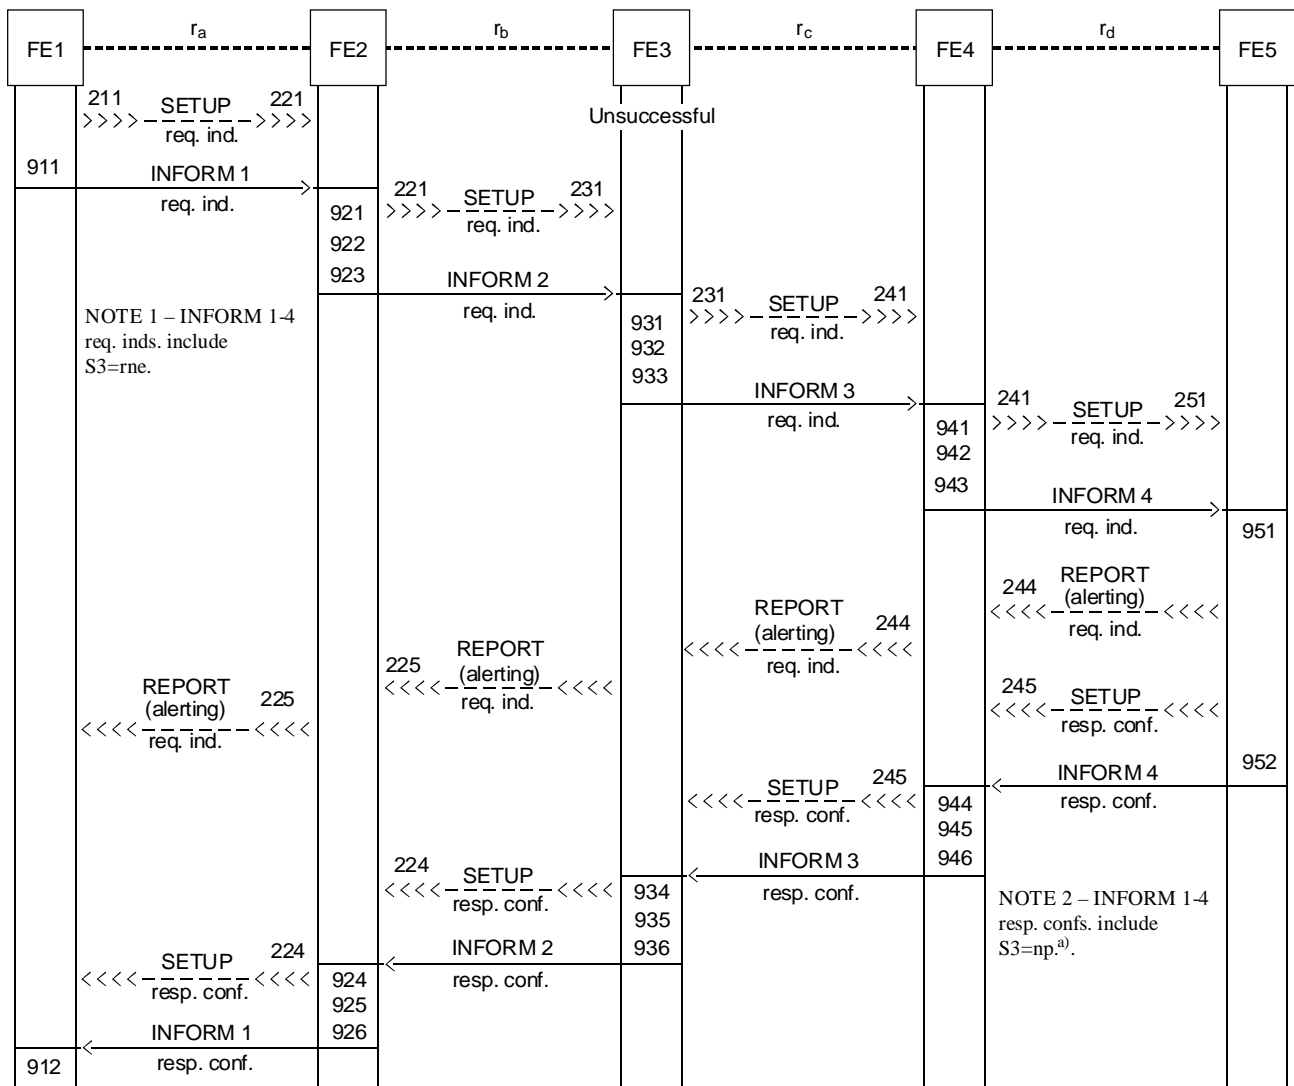 FE1 ra FE2 rb FE3 rc FE4 rd FE5
211 SETUP 221
req. ind.
Unsuccessful
911 INFORM 1
req. ind.
221 SETUP 231
req. ind.
921
922
923
INFORM 2
req. ind.
231 SETUP 241
req. ind.
NOTE 1 – INFORM 1-4
req. inds. include
S3=rne.
931
932
933
INFORM 3
req. ind.
241 SETUP 251
req. ind.
941
942
943
INFORM 4
req. ind.
951
REPORT
244 (alerting)
req. ind.
REPORT
(alerting) 244
req. ind.
REPORT
225 (alerting)
req. ind.
REPORT
(alerting) 225
req. ind.
245 SETUP
resp. conf.
952
INFORM 4
resp. conf.
SETUP 245
resp. conf.
944
945
946
INFORM 3
resp. conf.
224 SETUP
resp. conf.
934
935
936
NOTE 2 – INFORM 1-4
resp. confs. include
S3=np.a).
INFORM 2
resp. conf.
SETUP 224
resp. conf.
924
925
926
INFORM 1
resp. conf.
912